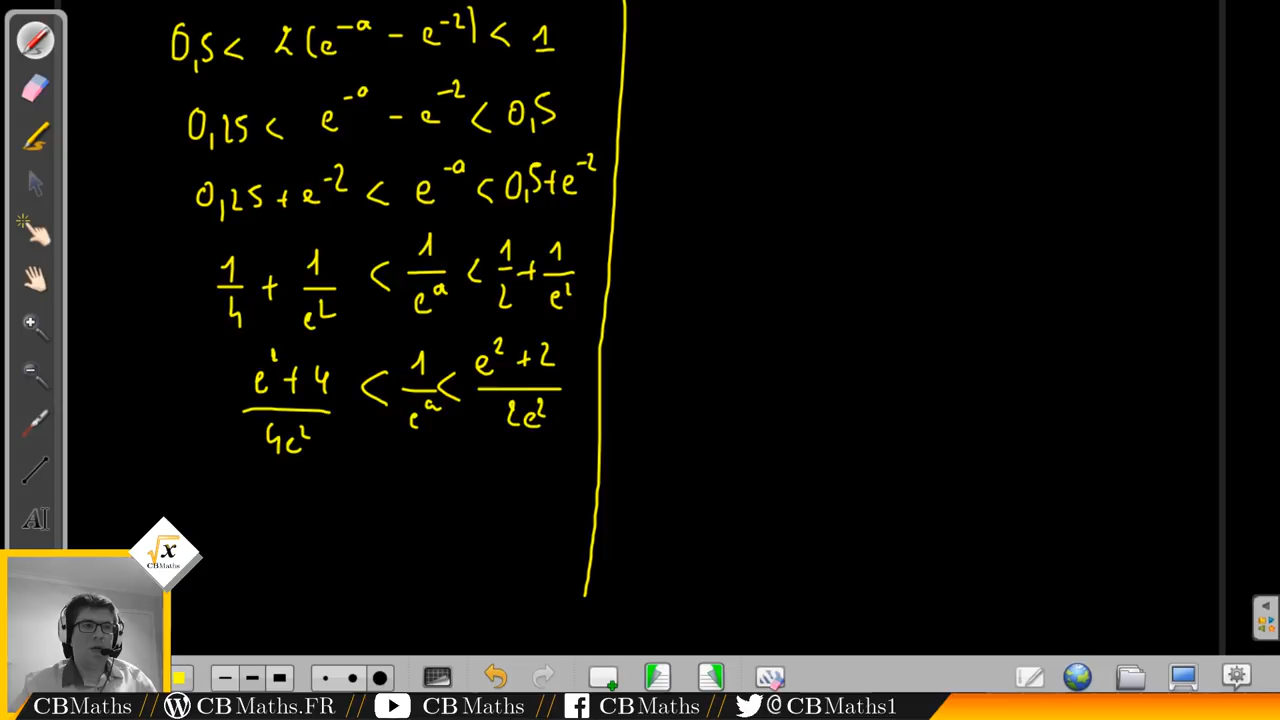 0,5 < 2(e^{-a} - e^{-2}) < 1
0,25 < e^{-a} - e^{-2} < 0,5
0,25 + e^{-2} < e^{-a} < 0,5 + e^{-2}
1/4 + 1/e^2 < 1/e^a < 1/2 + 1/e^2
(e^2 + 4)/(4e^2) < 1/e^a < (e^2 + 2)/(2e^2)
AI
√x
CBMaths
CBMaths // CBMaths.FR // CBMaths // CBMaths // @CBMaths1